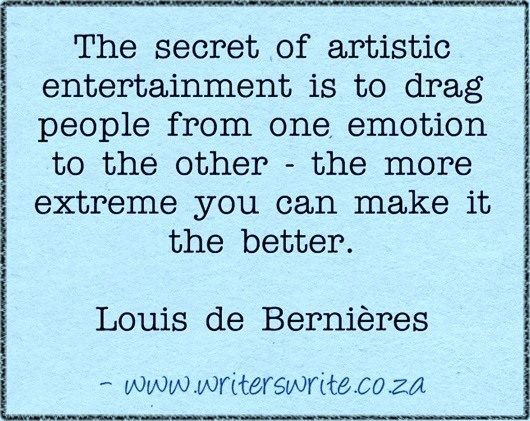 The secret of artistic
entertainment is to drag
people from one emotion
to the other - the more
extreme you can make it
the better.
Louis de Bernières
- www.writerswrite.co.za